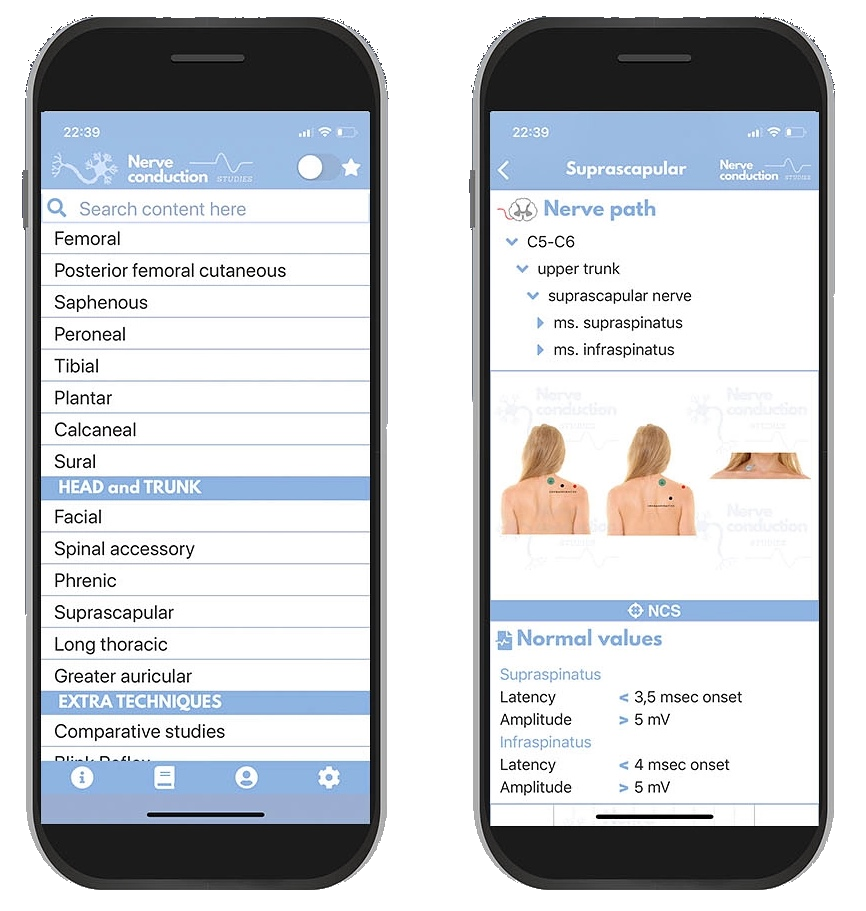 22:39
Nerve
conduction
STUDIES
Search content here
Femoral
Posterior femoral cutaneous
Saphenous
Peroneal
Tibial
Plantar
Calcaneal
Sural
HEAD and TRUNK
Facial
Spinal accessory
Phrenic
Suprascapular
Long thoracic
Greater auricular
EXTRA TECHNIQUES
Comparative studies
Blink Reflex
22:39
Suprascapular
Nerve
conduction
STUDIES
Nerve path
C5-C6
upper trunk
suprascapular nerve
ms. supraspinatus
ms. infraspinatus
Nerve
conduction
STUDIES
Nerve
conduction
Nerve
conduction
STUDIES
NCS
Normal values
Supraspinatus
Latency < 3,5 msec onset
Amplitude > 5 mV
Infraspinatus
Latency < 4 msec onset
Amplitude > 5 mV